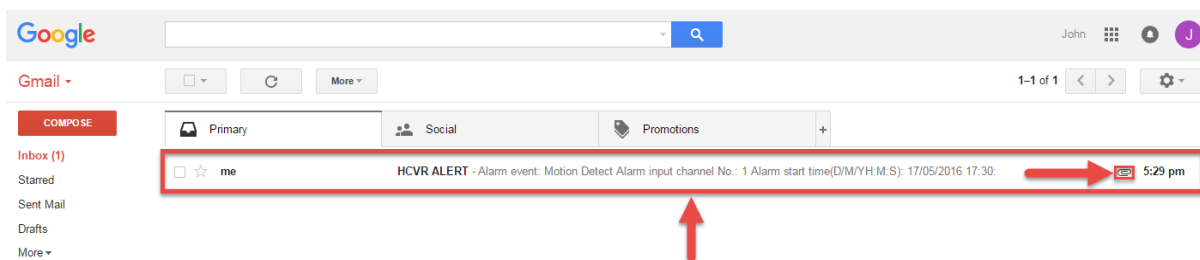 Google
John
J
Gmail
More
1–1 of 1
COMPOSE
Primary
Social
Promotions
+
Inbox (1)
me
HCVR ALERT - Alarm event: Motion Detect Alarm input channel No.: 1 Alarm start time(D/M/YH:M:S): 17/05/2016 17:30:
5:29 pm
Starred
Sent Mail
Drafts
More